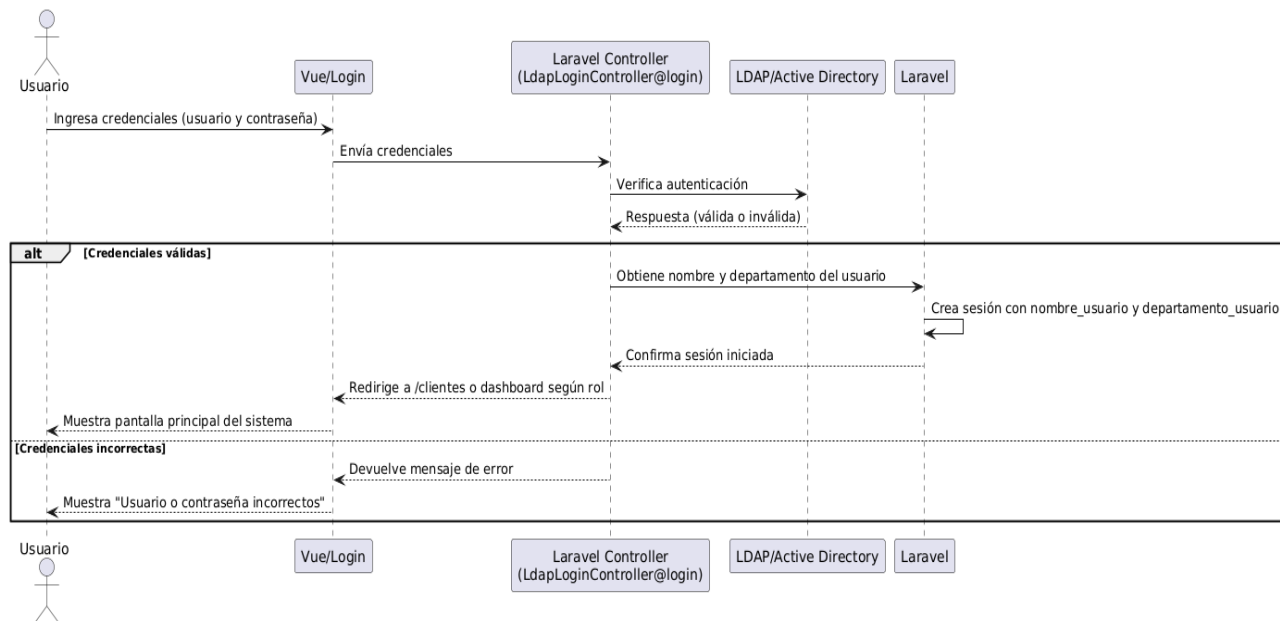 Usuario
Vue/Login
Laravel Controller
(LdapLoginController@login)
LDAP/Active Directory
Laravel
Ingresa credenciales (usuario y contraseña)
Envía credenciales
Verifica autenticación
Respuesta (válida o inválida)
alt [Credenciales válidas]
Obtiene nombre y departamento del usuario
Crea sesión con nombre_usuario y departamento_usuario
Confirma sesión iniciada
Redirige a /clientes o dashboard según rol
Muestra pantalla principal del sistema
[Credenciales incorrectas]
Devuelve mensaje de error
Muestra "Usuario o contraseña incorrectos"
Usuario
Vue/Login
Laravel Controller
(LdapLoginController@login)
LDAP/Active Directory
Laravel